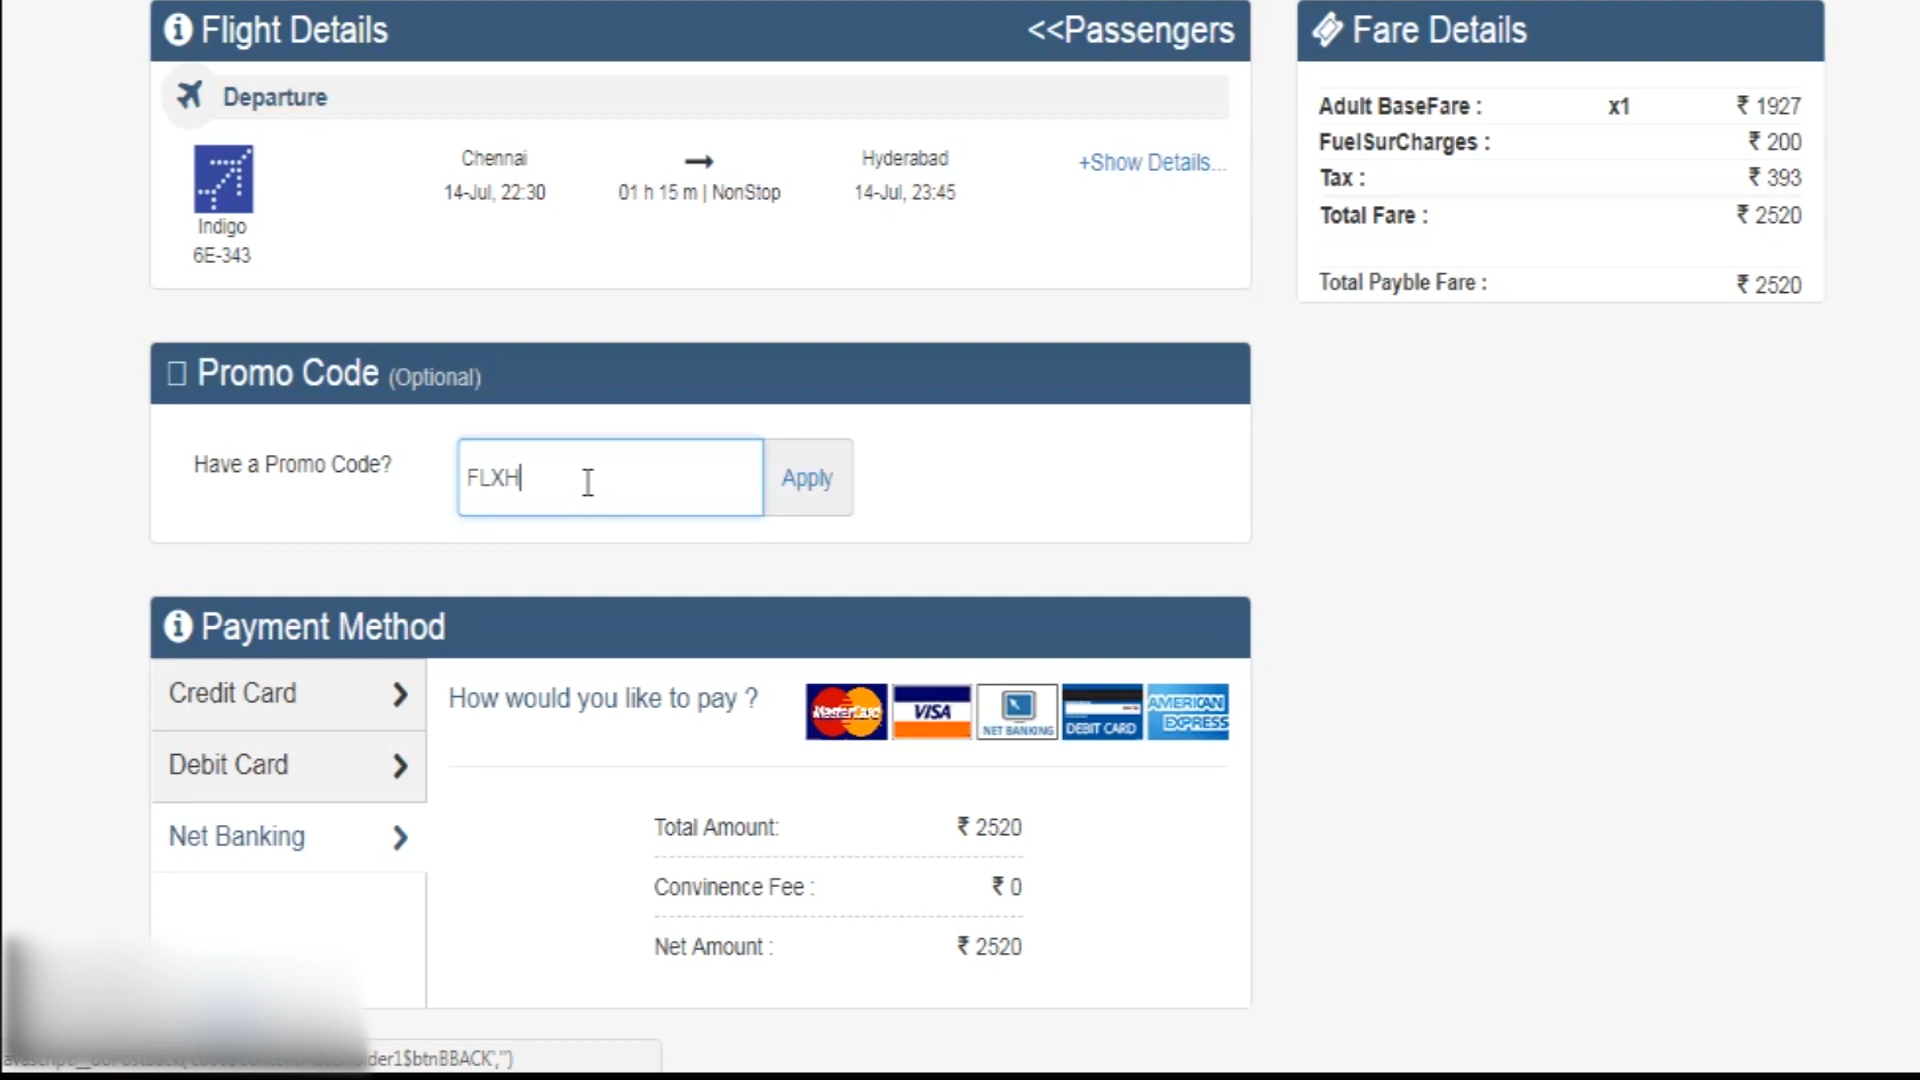 Flight Details <<Passengers
Departure
Indigo
6E-343
Chennai
14-Jul, 22:30
01 h 15 m | NonStop
Hyderabad
14-Jul, 23:45
+Show Details...
Fare Details
Adult BaseFare : x1 ₹ 1927
FuelSurCharges : ₹ 200
Tax : ₹ 393
Total Fare : ₹ 2520
Total Payble Fare : ₹ 2520
Promo Code (Optional)
Have a Promo Code? FLXH Apply
Payment Method
Credit Card
Debit Card
Net Banking
How would you like to pay ?
MasterCard
VISA
NET BANKING
DEBIT CARD
AMERICAN
EXPRESS
Total Amount: ₹ 2520
Convinence Fee : ₹ 0
Net Amount : ₹ 2520
der1$btnBBACK','')